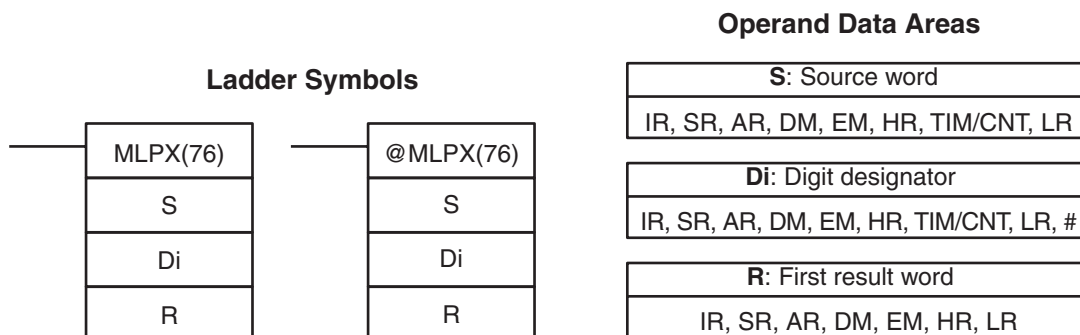 Ladder Symbols
MLPX(76)
S
Di
R
@MLPX(76)
S
Di
R
Operand Data Areas
S: Source word
IR, SR, AR, DM, EM, HR, TIM/CNT, LR
Di: Digit designator
IR, SR, AR, DM, EM, HR, TIM/CNT, LR, #
R: First result word
IR, SR, AR, DM, EM, HR, LR